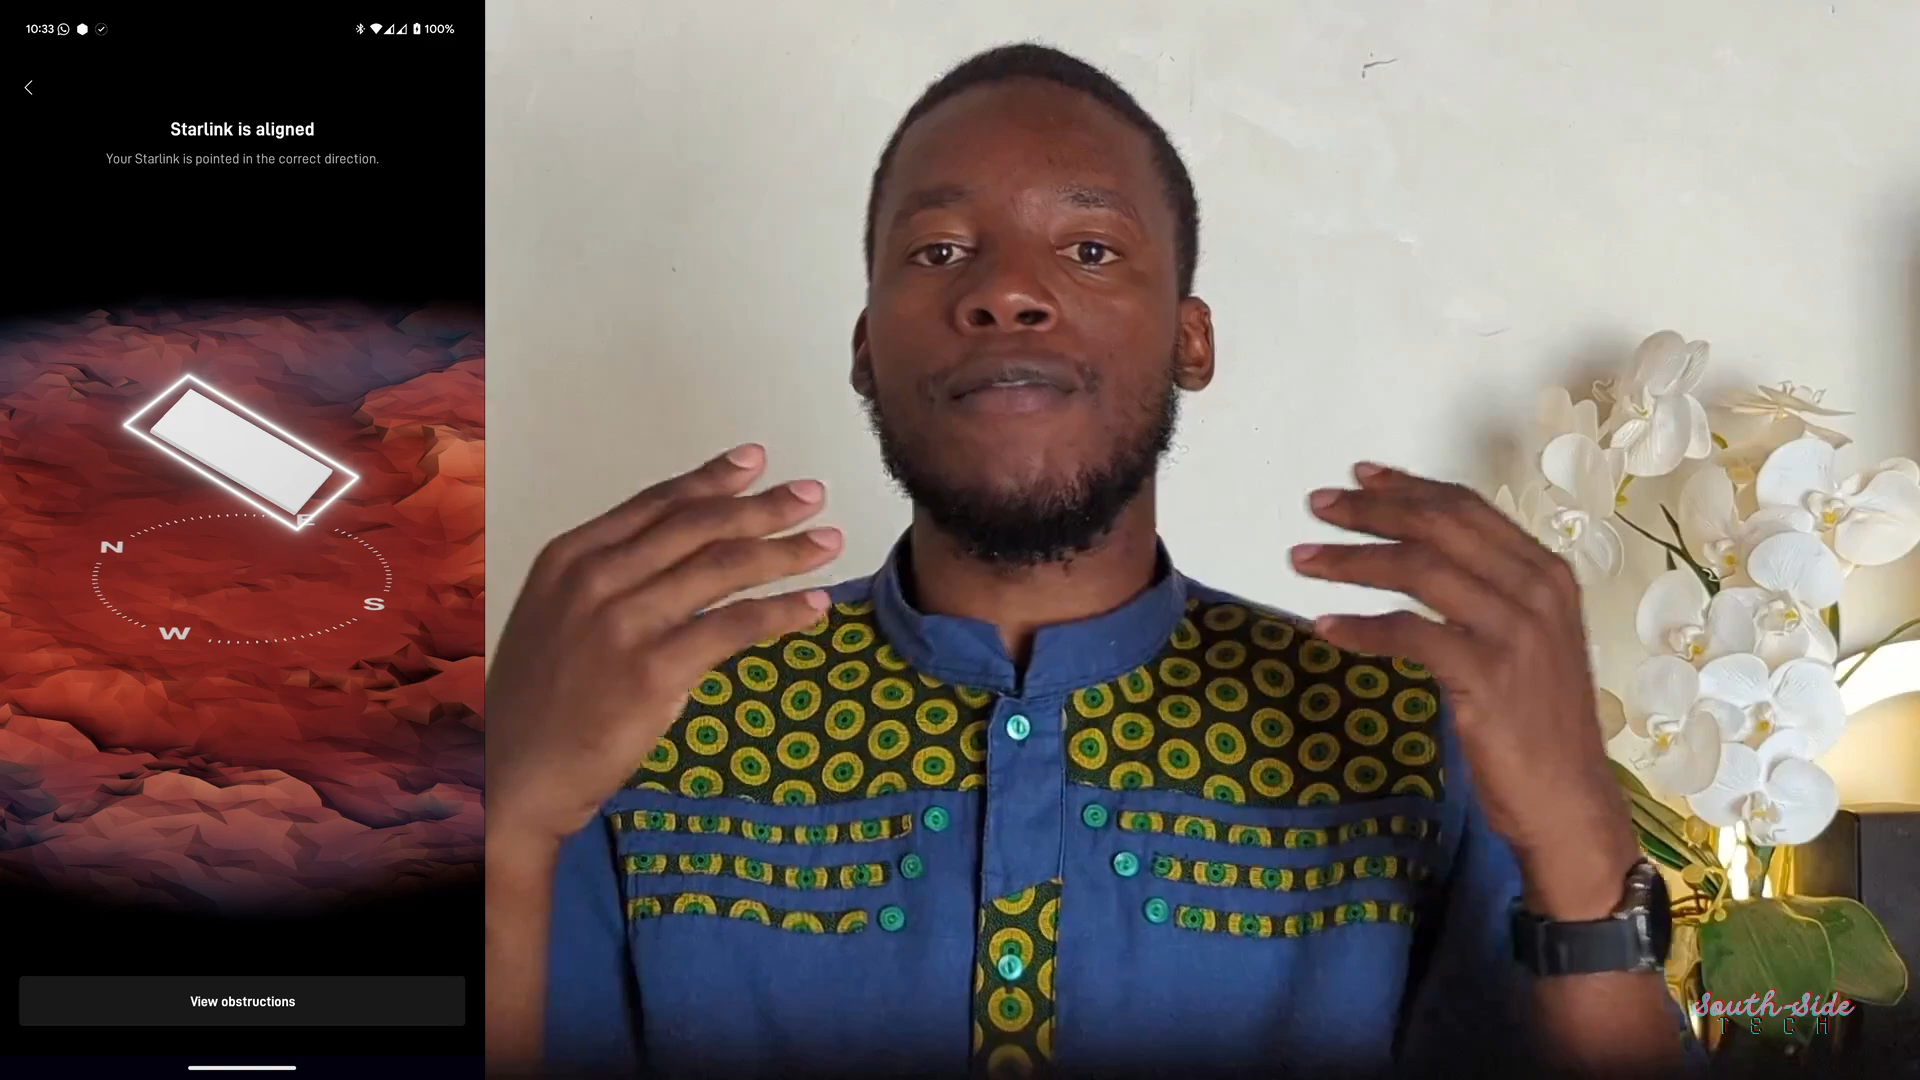 10:33
100%
Starlink is aligned
Your Starlink is pointed in the correct direction.
E
N
S
W
View obstructions
South-Side
TECH